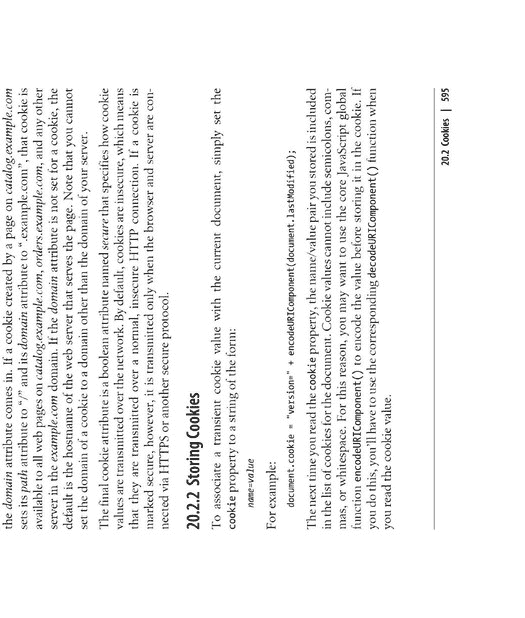 the domain attribute comes in. If a cookie created by a page on catalog.example.com
sets its path attribute to “/” and its domain attribute to “.example.com”, that cookie is
available to all web pages on catalog.example.com, orders.example.com, and any other
server in the example.com domain. If the domain attribute is not set for a cookie, the
default is the hostname of the web server that serves the page. Note that you cannot
set the domain of a cookie to a domain other than the domain of your server.
The final cookie attribute is a boolean attribute named secure that specifies how cookie
values are transmitted over the network. By default, cookies are insecure, which means
that they are transmitted over a normal, insecure HTTP connection. If a cookie is
marked secure, however, it is transmitted only when the browser and server are con-
nected via HTTPS or another secure protocol.
20.2.2 Storing Cookies
To associate a transient cookie value with the current document, simply set the
cookie property to a string of the form:
name=value
For example:
document.cookie = "version=" + encodeURIComponent(document.lastModified);
The next time you read the cookie property, the name/value pair you stored is included
in the list of cookies for the document. Cookie values cannot include semicolons, com-
mas, or whitespace. For this reason, you may want to use the core JavaScript global
function encodeURIComponent() to encode the value before storing it in the cookie. If
you do this, you’ll have to use the corresponding decodeURIComponent() function when
you read the cookie value.
20.2 Cookies | 595